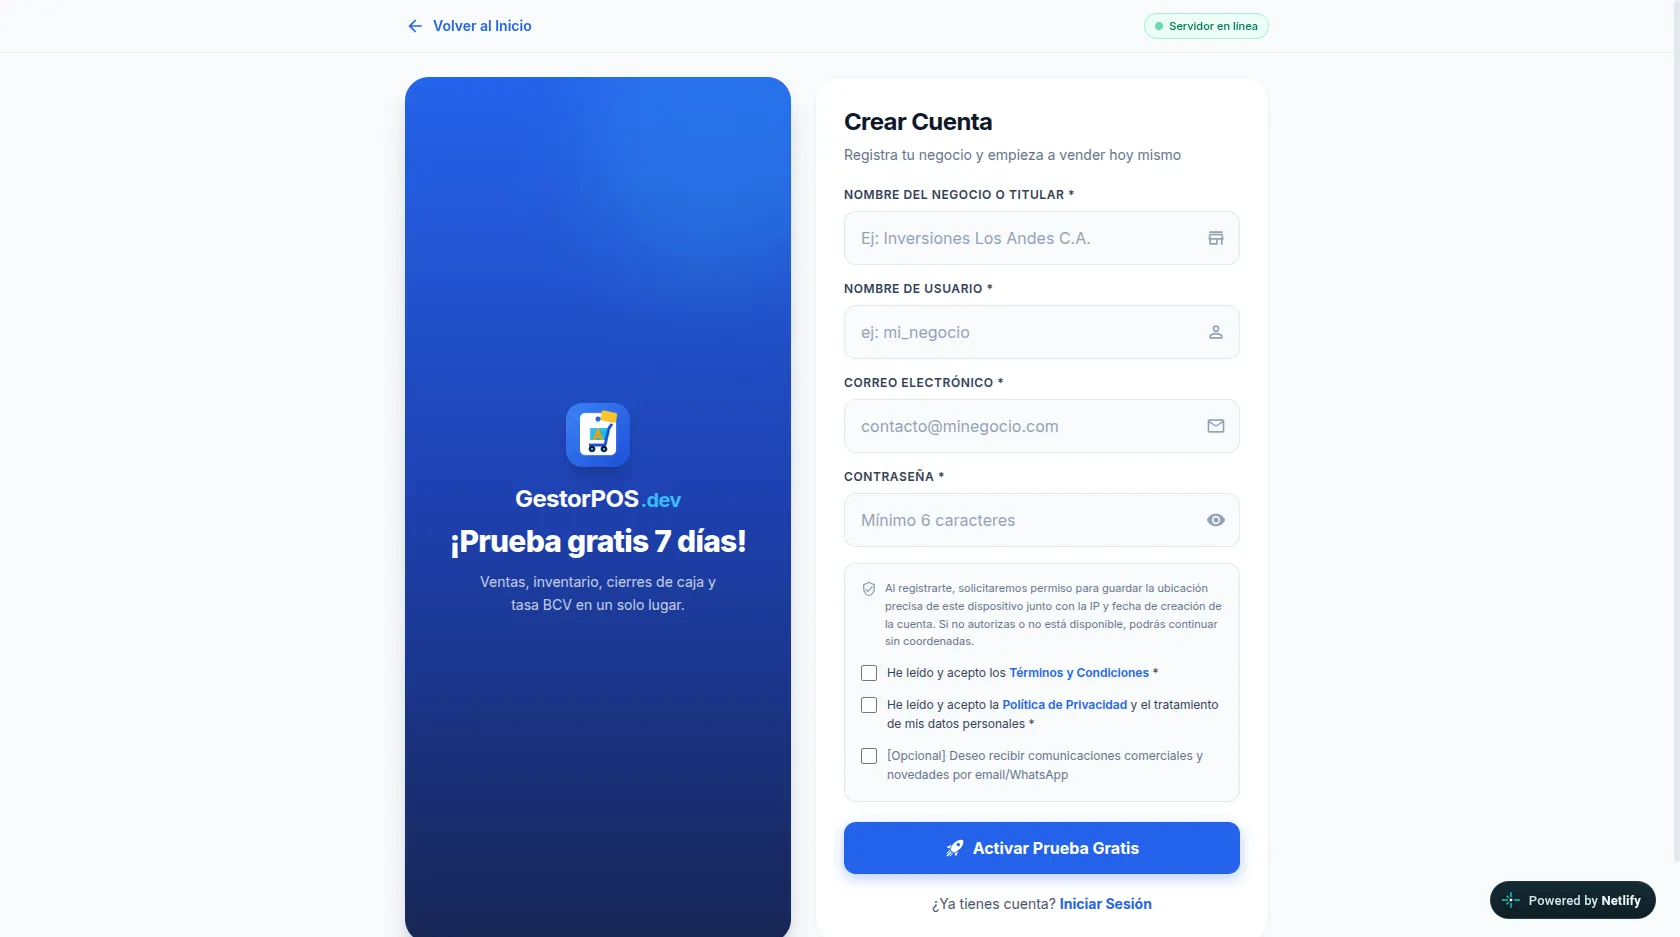 Volver al Inicio
Servidor en línea
GestorPOS.dev
¡Prueba gratis 7 días!
Ventas, inventario, cierres de caja y
tasa BCV en un solo lugar.
Crear Cuenta
Registra tu negocio y empieza a vender hoy mismo
NOMBRE DEL NEGOCIO O TITULAR *
Ej: Inversiones Los Andes C.A.
NOMBRE DE USUARIO *
ej: mi_negocio
CORREO ELECTRÓNICO *
contacto@minegocio.com
CONTRASEÑA *
Mínimo 6 caracteres
Al registrarte, solicitaremos permiso para guardar la ubicación
precisa de este dispositivo junto con la IP y fecha de creación de
la cuenta. Si no autorizas o no está disponible, podrás continuar
sin coordenadas.
He leído y acepto los Términos y Condiciones *
He leído y acepto la Política de Privacidad y el tratamiento
de mis datos personales *
[Opcional] Deseo recibir comunicaciones comerciales y
novedades por email/WhatsApp
Activar Prueba Gratis
¿Ya tienes cuenta? Iniciar Sesión
Powered by Netlify